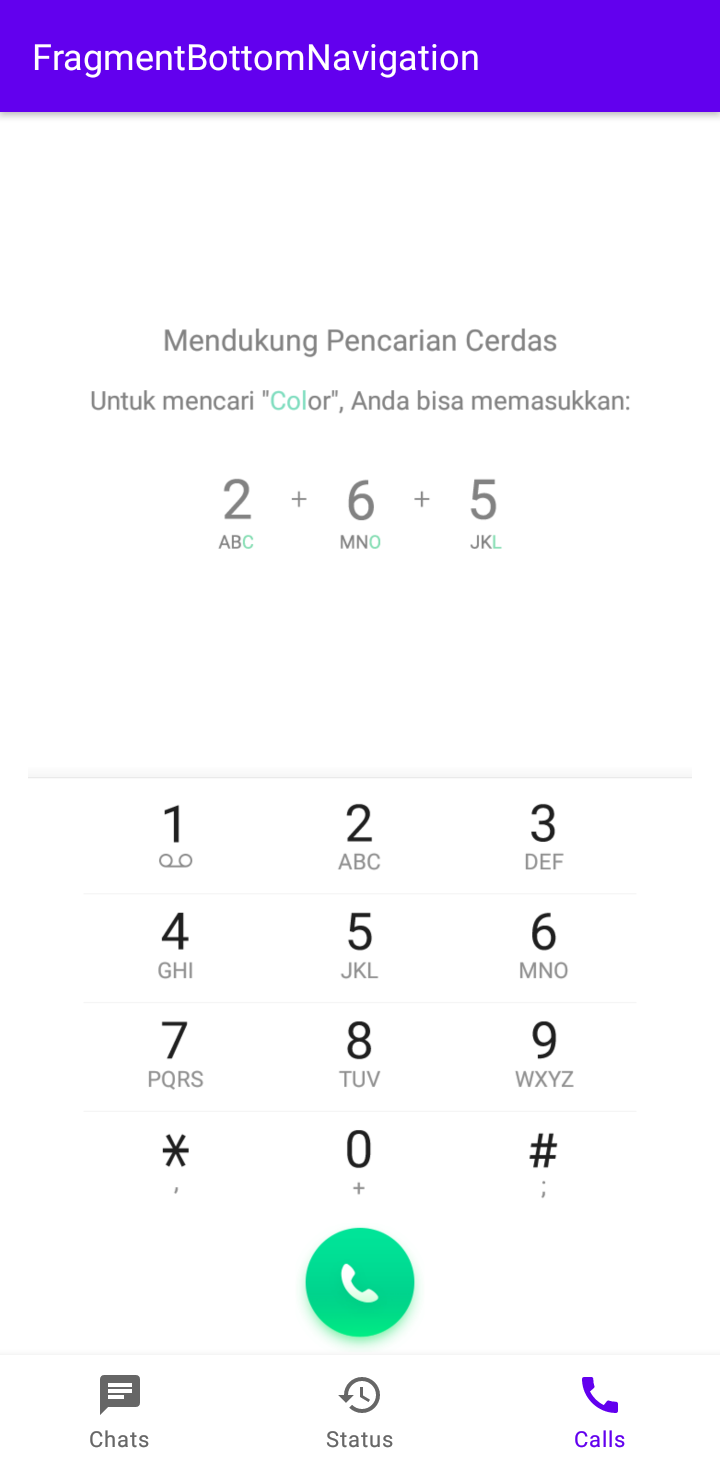 FragmentBottomNavigation
Mendukung Pencarian Cerdas
Untuk mencari "Color", Anda bisa memasukkan:
2 + 6 + 5
ABC MNO JKL
1 2 3
ABC DEF
4 5 6
GHI JKL MNO
7 8 9
PQRS TUV WXYZ
* 0 #
, + ;
Chats Status Calls